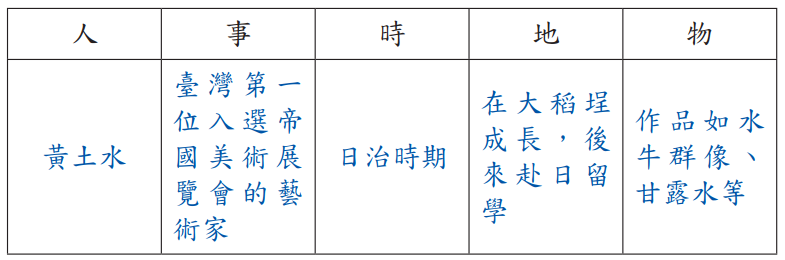 人 事 時 地 物
黃土水
臺灣第一
位入選帝
國美術展
覽會的藝
術家
日治時期
在大稻埕
成長，後
來赴日留
學
作品如水
牛群像、
甘露水等